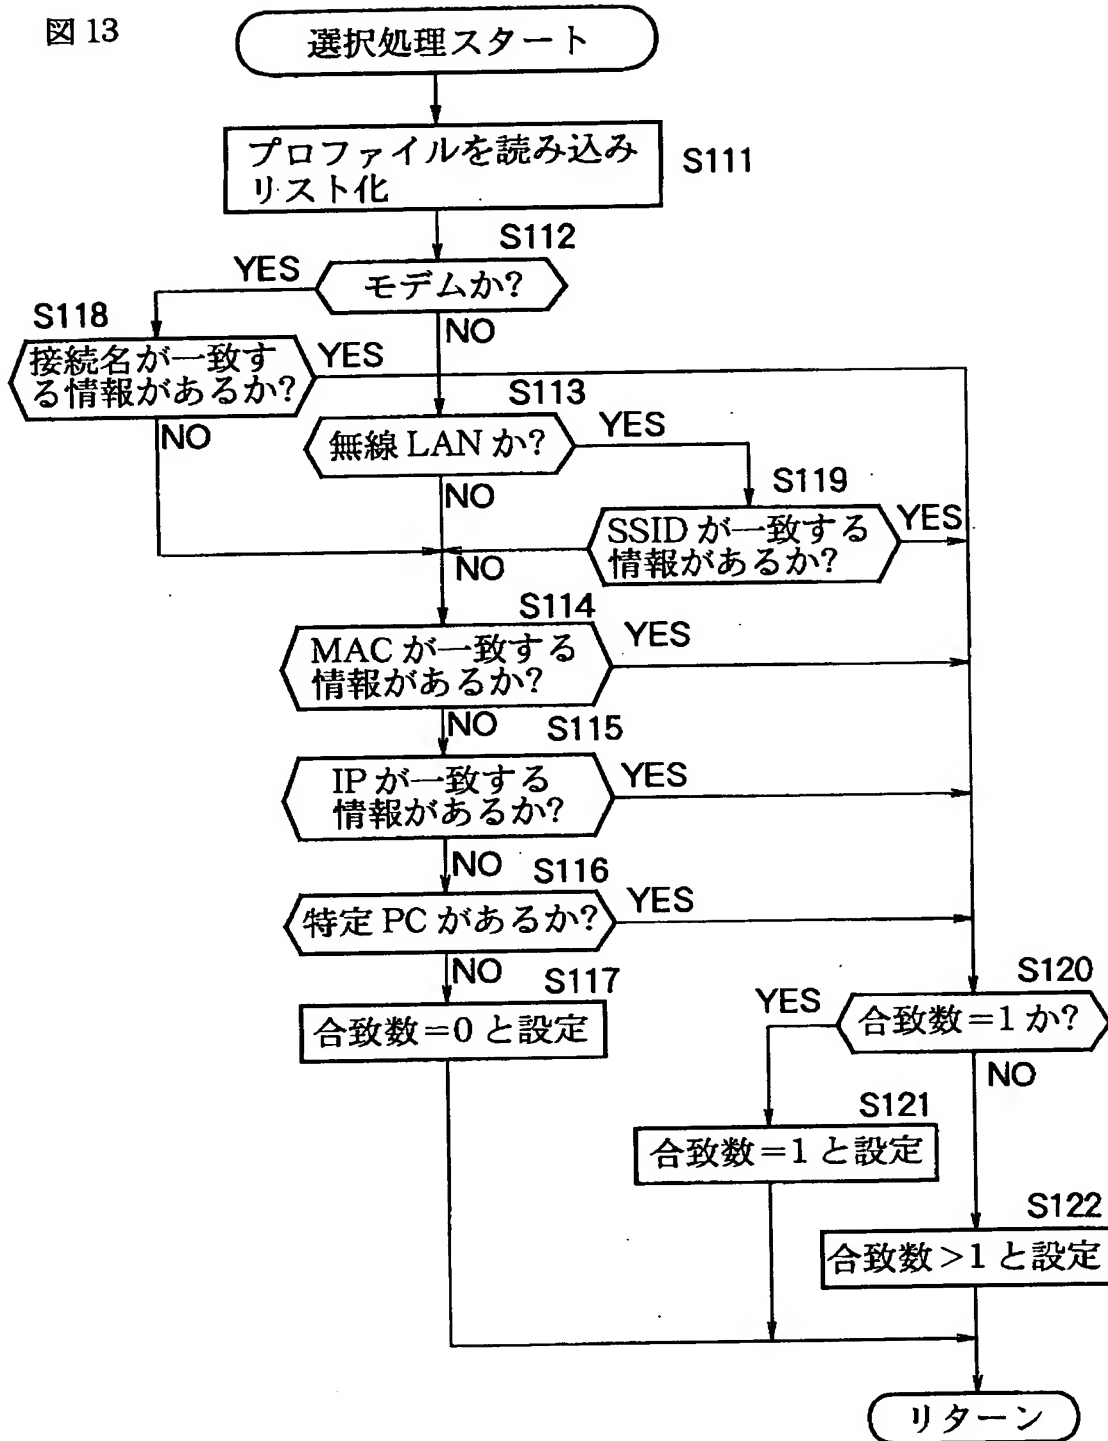 図 13
選択処理スタート
プロファイルを読み込み
リスト化
S111
S112
YES
モデムか?
NO
S118
接続名が一致す
る情報があるか?
YES
NO
S113
無線 LAN か?
YES
NO
S119
SSID が一致する
情報があるか?
YES
NO
S114
MAC が一致する
情報があるか?
YES
NO
S115
IP が一致する
情報があるか?
YES
NO
S116
特定 PC があるか?
YES
NO
S117
合致数=0 と設定
S120
YES
合致数=1 か?
NO
S121
合致数=1 と設定
S122
合致数>1 と設定
リターン